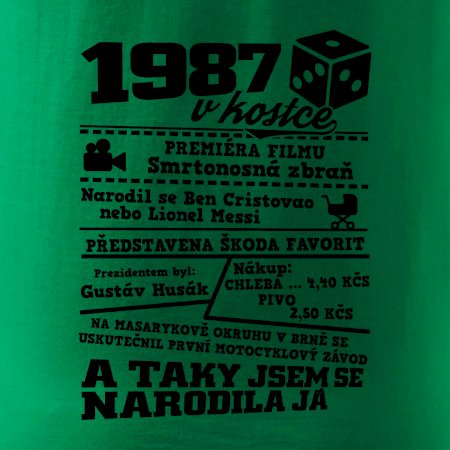 1987
v kostce
PREMIÉRA FILMU
Smrtonosná zbraň
Narodil se Ben Cristovao
nebo Lionel Messi
PŘEDSTAVENA ŠKODA FAVORIT
Prezidentem byl:
Gustáv Husák
Nákup:
CHLEBA ... 4,40 KČS
PIVO
2,50 KČS
NA MASARYKOVĚ OKRUHU V BRNĚ SE
USKUTEČNIL PRVNÍ MOTOCYKLOVÝ ZÁVOD
A TAKY JSEM SE
NARODILA JÁ